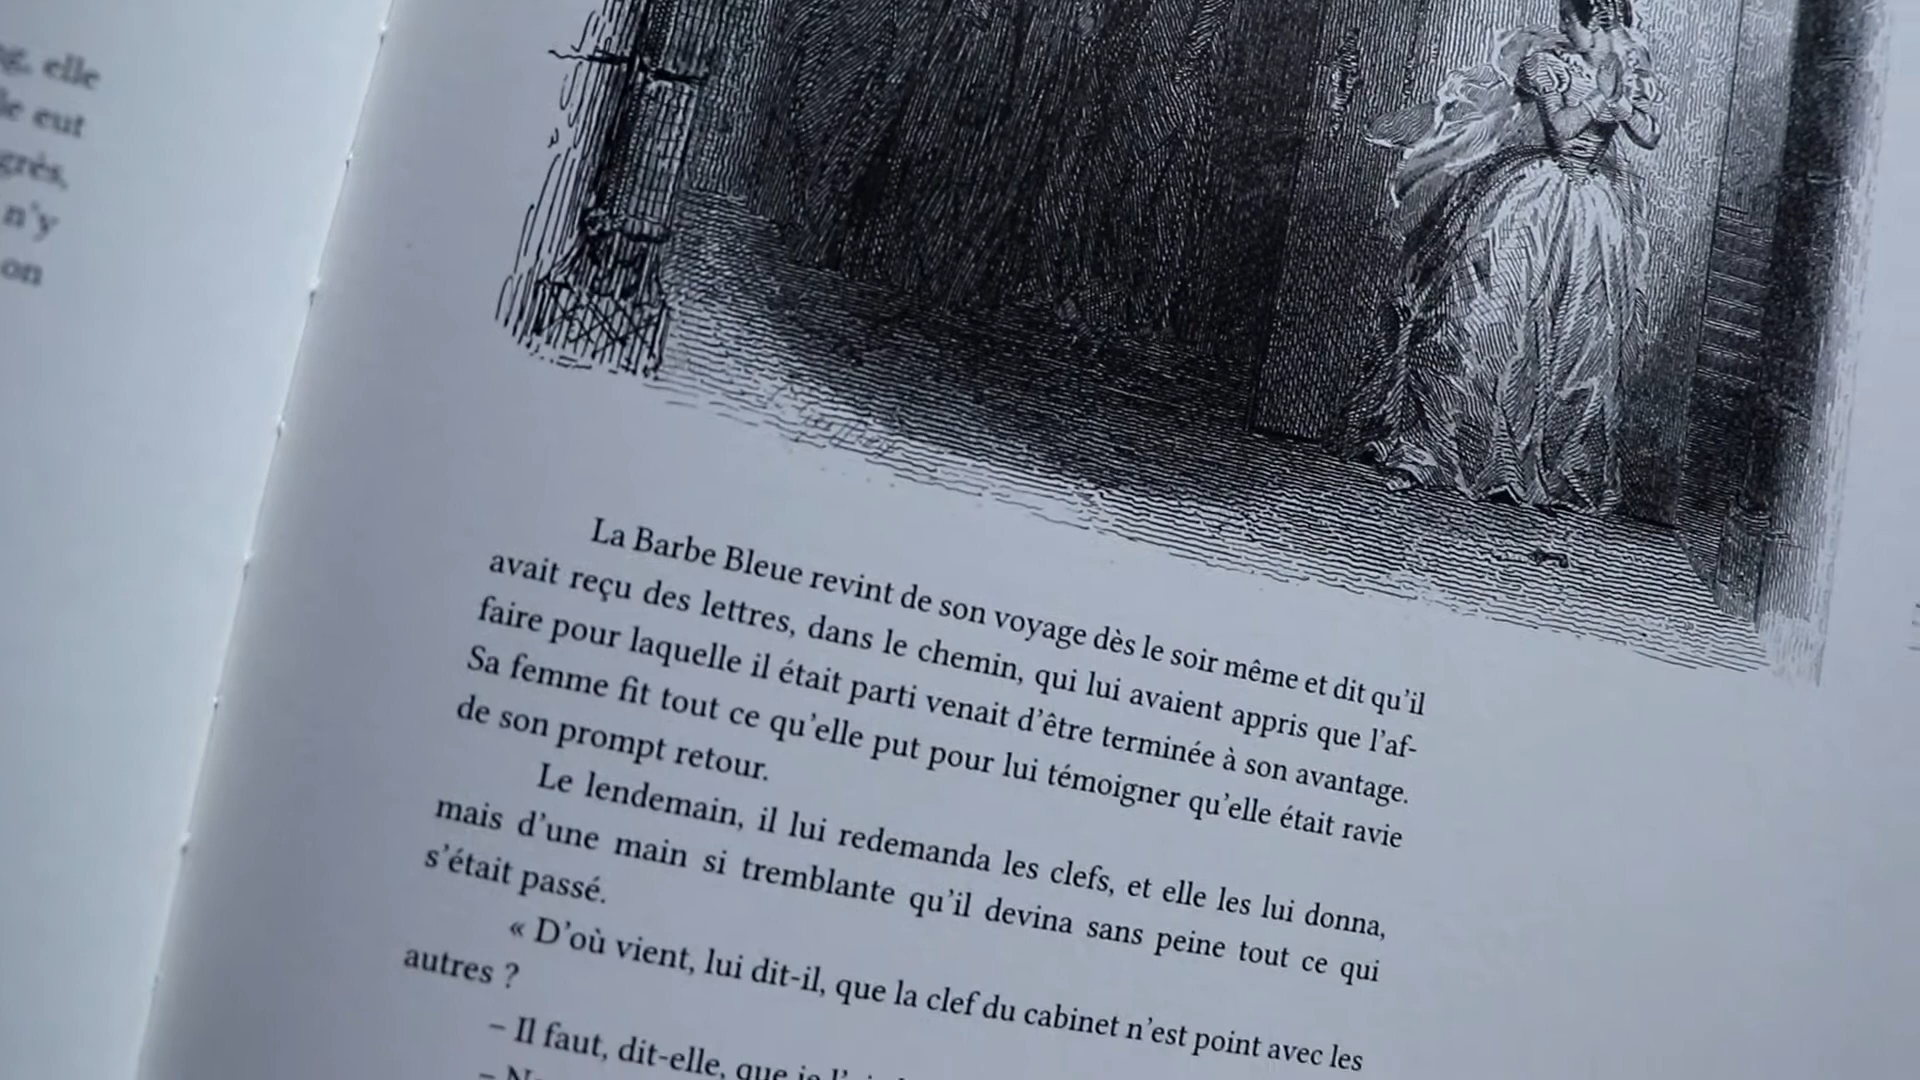 elle
eut
n'y
on
La Barbe Bleue revint de son voyage dès le soir même et dit qu'il
avait reçu des lettres, dans le chemin, qui lui avaient appris que l'af-
faire pour laquelle il était parti venait d'être terminée à son avantage.
Sa femme fit tout ce qu'elle put pour lui témoigner qu'elle était ravie
de son prompt retour.
Le lendemain, il lui redemanda les clefs, et elle les lui donna,
mais d'une main si tremblante qu'il devina sans peine tout ce qui
s'était passé.
« D'où vient, lui dit-il, que la clef du cabinet n'est point avec les
autres ?
– Il faut, dit-elle, que je